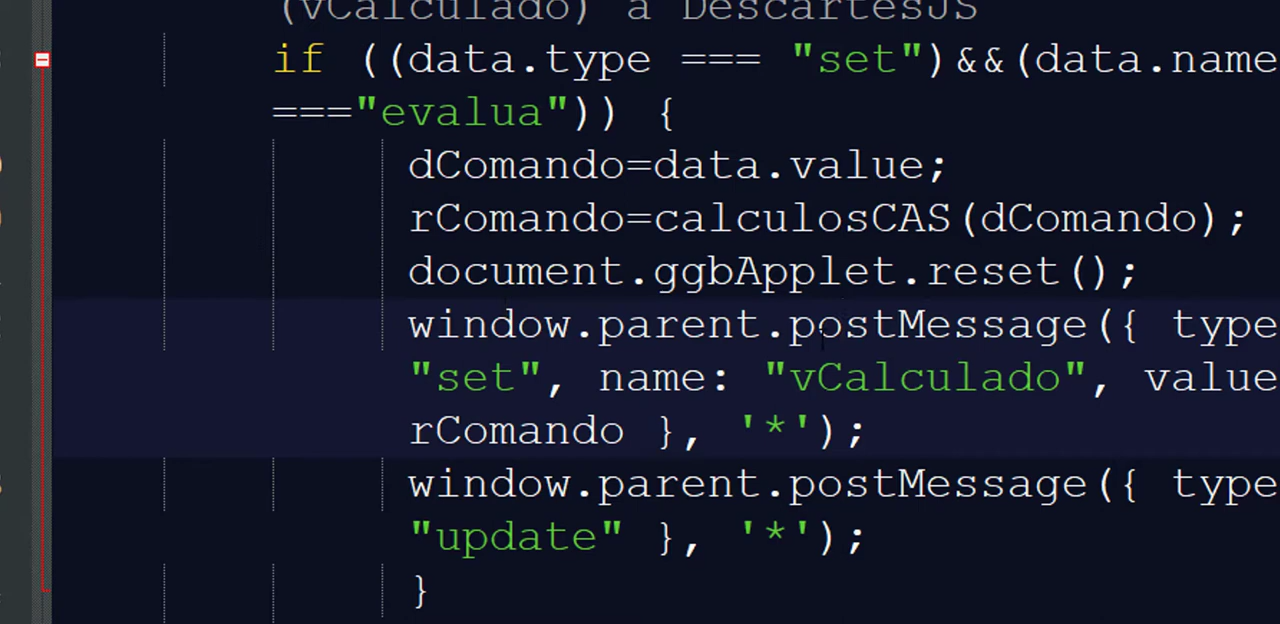 (vCalculado) a DescartesJS
if ((data.type === "set")&&(data.name
==="evalua")) {
dComando=data.value;
rComando=calculosCAS(dComando);
document.ggbApplet.reset();
window.parent.postMessage({ type
"set", name: "vCalculado", value
rComando }, '*');
window.parent.postMessage({ type
"update" }, '*');
}